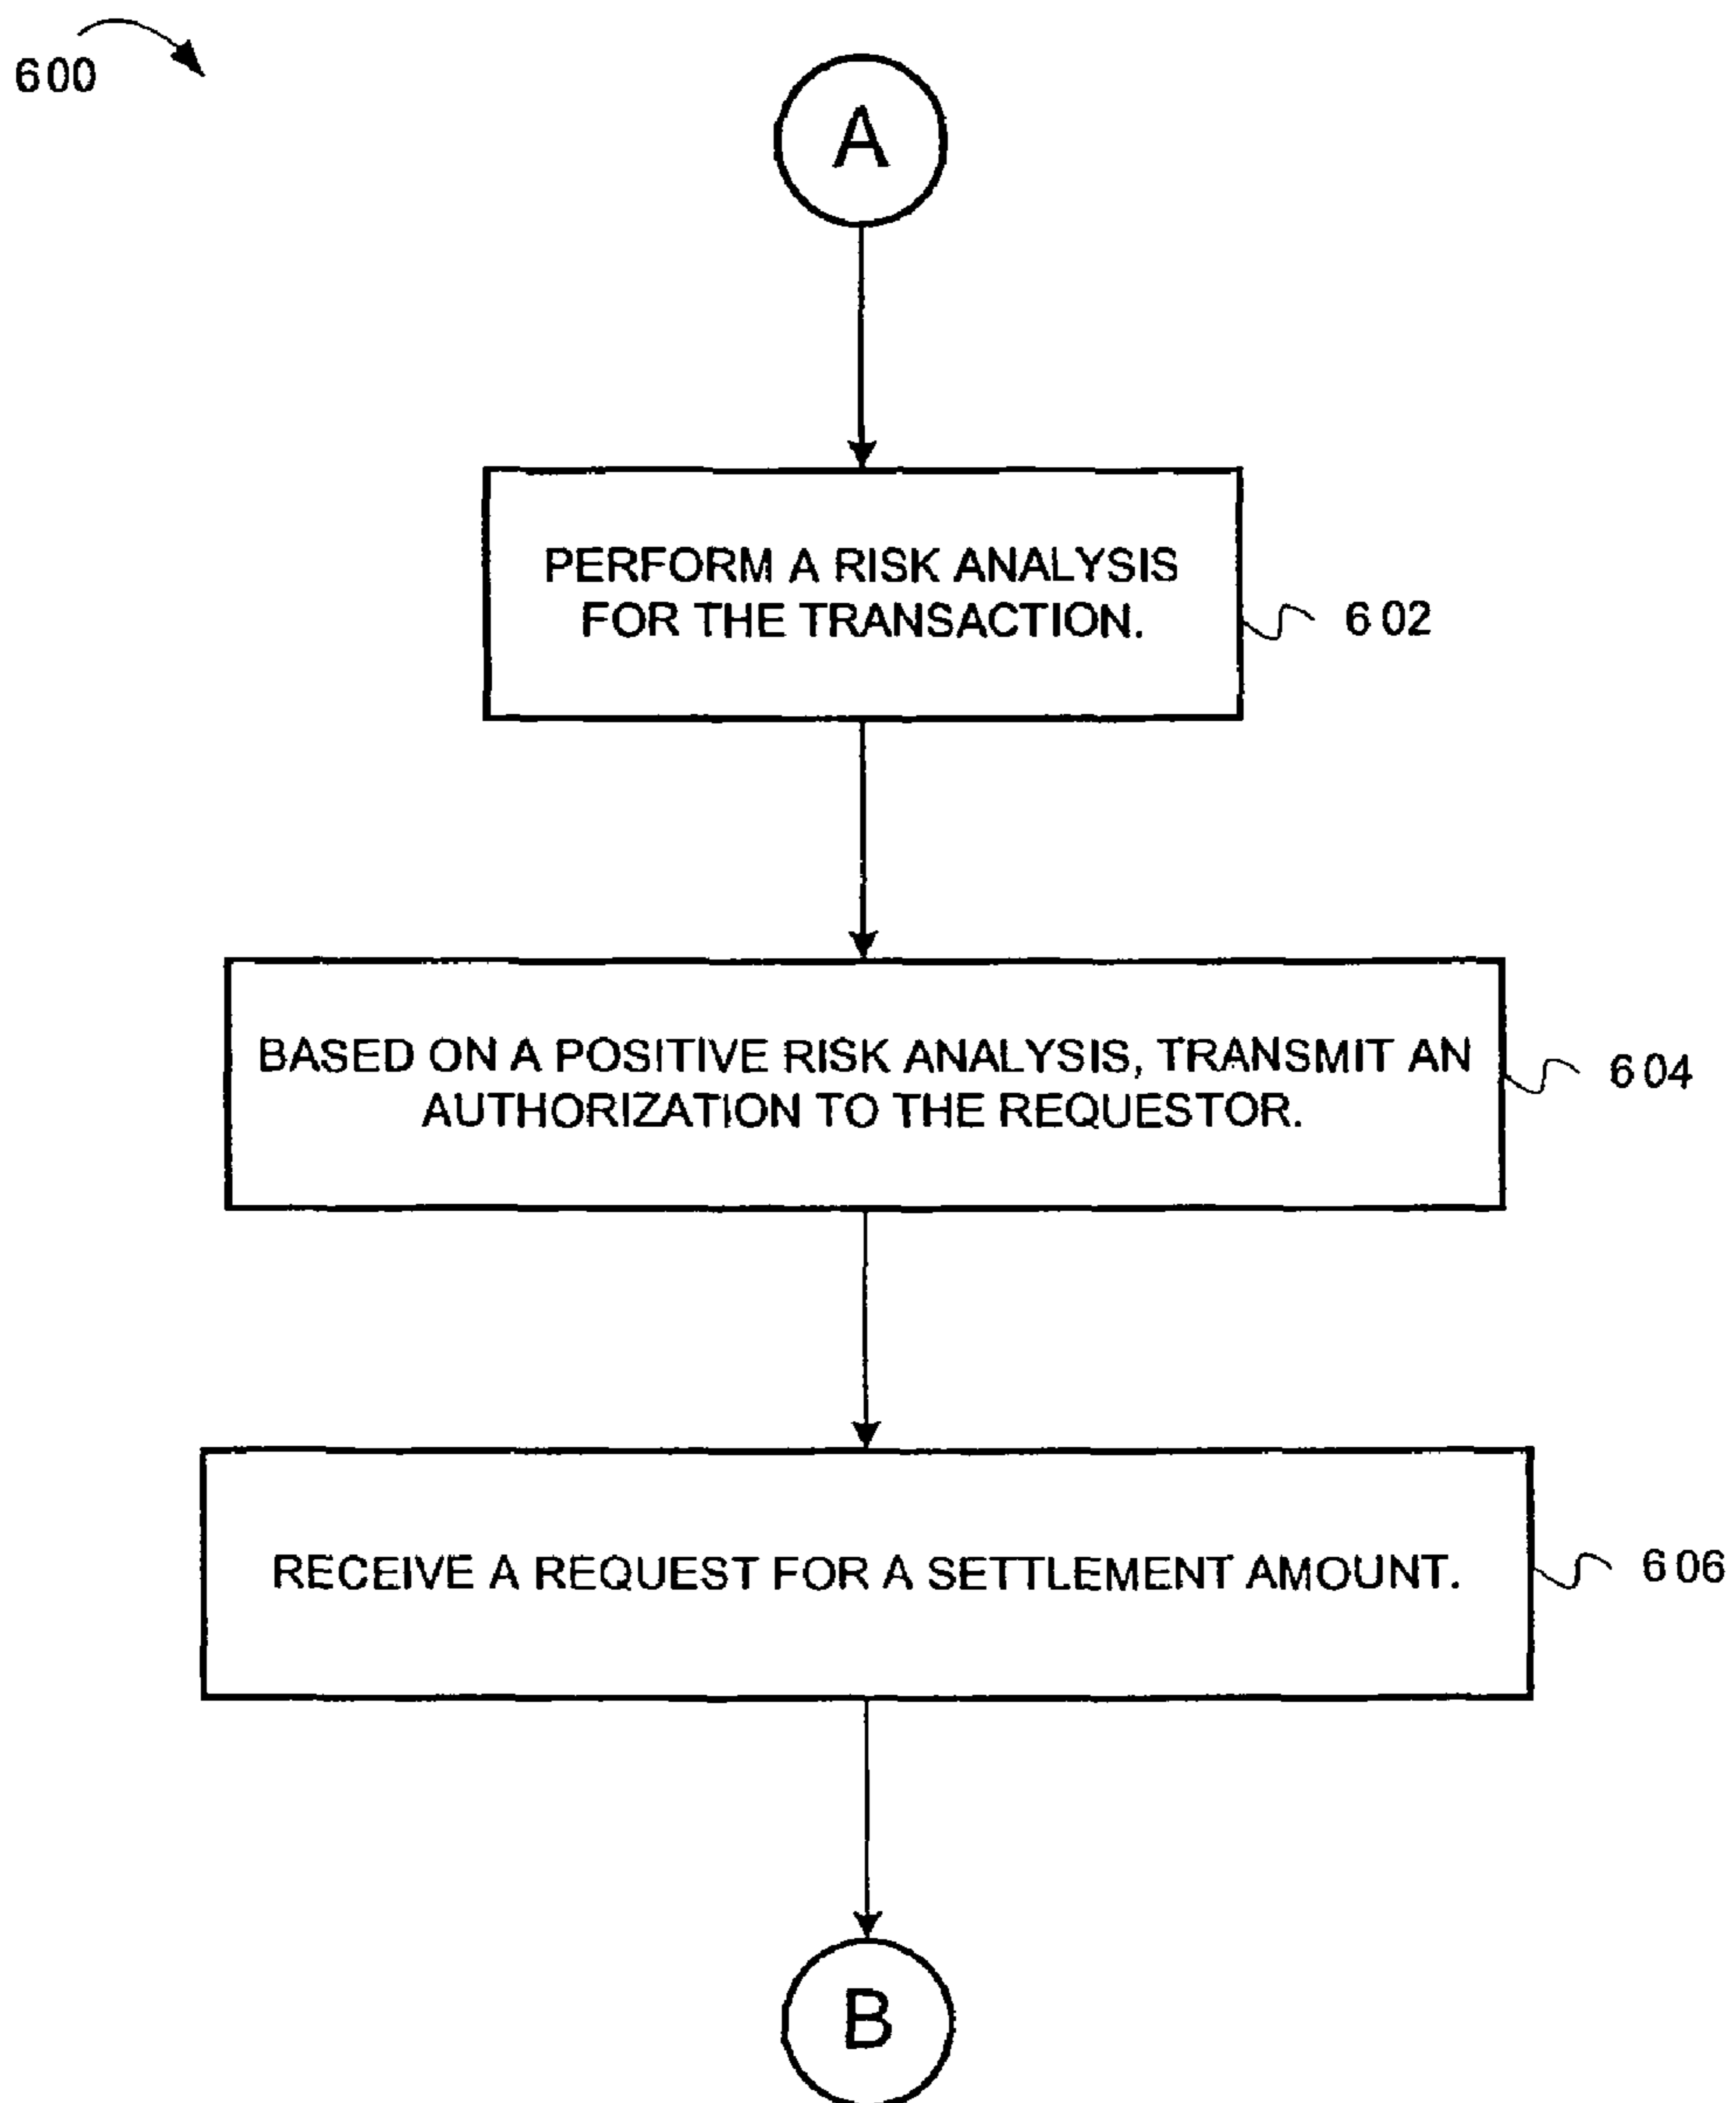 600
A
PERFORM A RISK ANALYSIS
FOR THE TRANSACTION.
602
BASED ON A POSITIVE RISK ANALYSIS, TRANSMIT AN
AUTHORIZATION TO THE REQUESTOR.
604
RECEIVE A REQUEST FOR A SETTLEMENT AMOUNT.
606
B